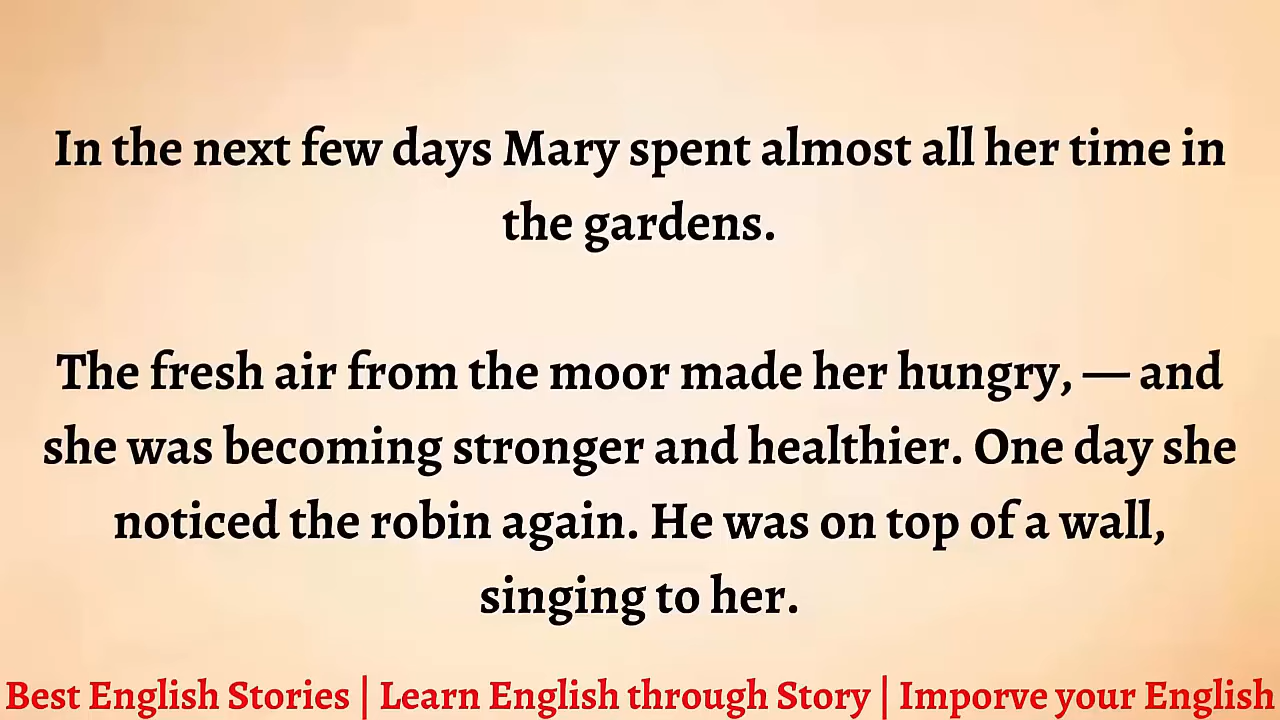 In the next few days Mary spent almost all her time in
the gardens.
The fresh air from the moor made her hungry, — and
she was becoming stronger and healthier. One day she
noticed the robin again. He was on top of a wall,
singing to her.
Best English Stories | Learn English through Story | Imporve your English